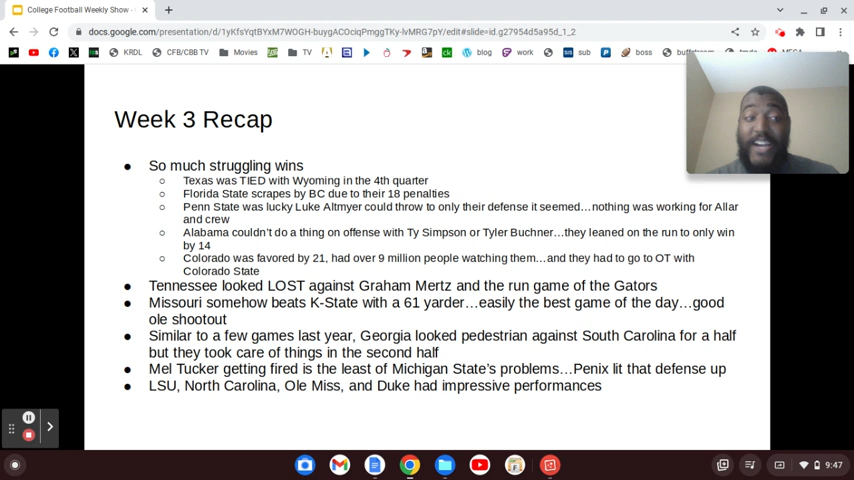 College Football Weekly Show -
docs.google.com/presentation/d/1yKfsYqtBYxM7WOGH-buygACOciqPmggTKy-lvMRG7pY/edit#slide=id.g27954d5a95d_1_2
KRDL
CFB/CBB TV
Movies
TV
blog
work
sub
boss
Week 3 Recap
● So much struggling wins
○ Texas was TIED with Wyoming in the 4th quarter
○ Florida State scrapes by BC due to their 18 penalties
○ Penn State was lucky Luke Altmyer could throw to only their defense it seemed…nothing was working for Allar
and crew
○ Alabama couldn’t do a thing on offense with Ty Simpson or Tyler Buchner…they leaned on the run to only win
by 14
○ Colorado was favored by 21, had over 9 million people watching them…and they had to go to OT with
Colorado State
● Tennessee looked LOST against Graham Mertz and the run game of the Gators
● Missouri somehow beats K-State with a 61 yarder…easily the best game of the day…good
ole shootout
● Similar to a few games last year, Georgia looked pedestrian against South Carolina for a half
but they took care of things in the second half
● Mel Tucker getting fired is the least of Michigan State’s problems…Penix lit that defense up
● LSU, North Carolina, Ole Miss, and Duke had impressive performances
9:47